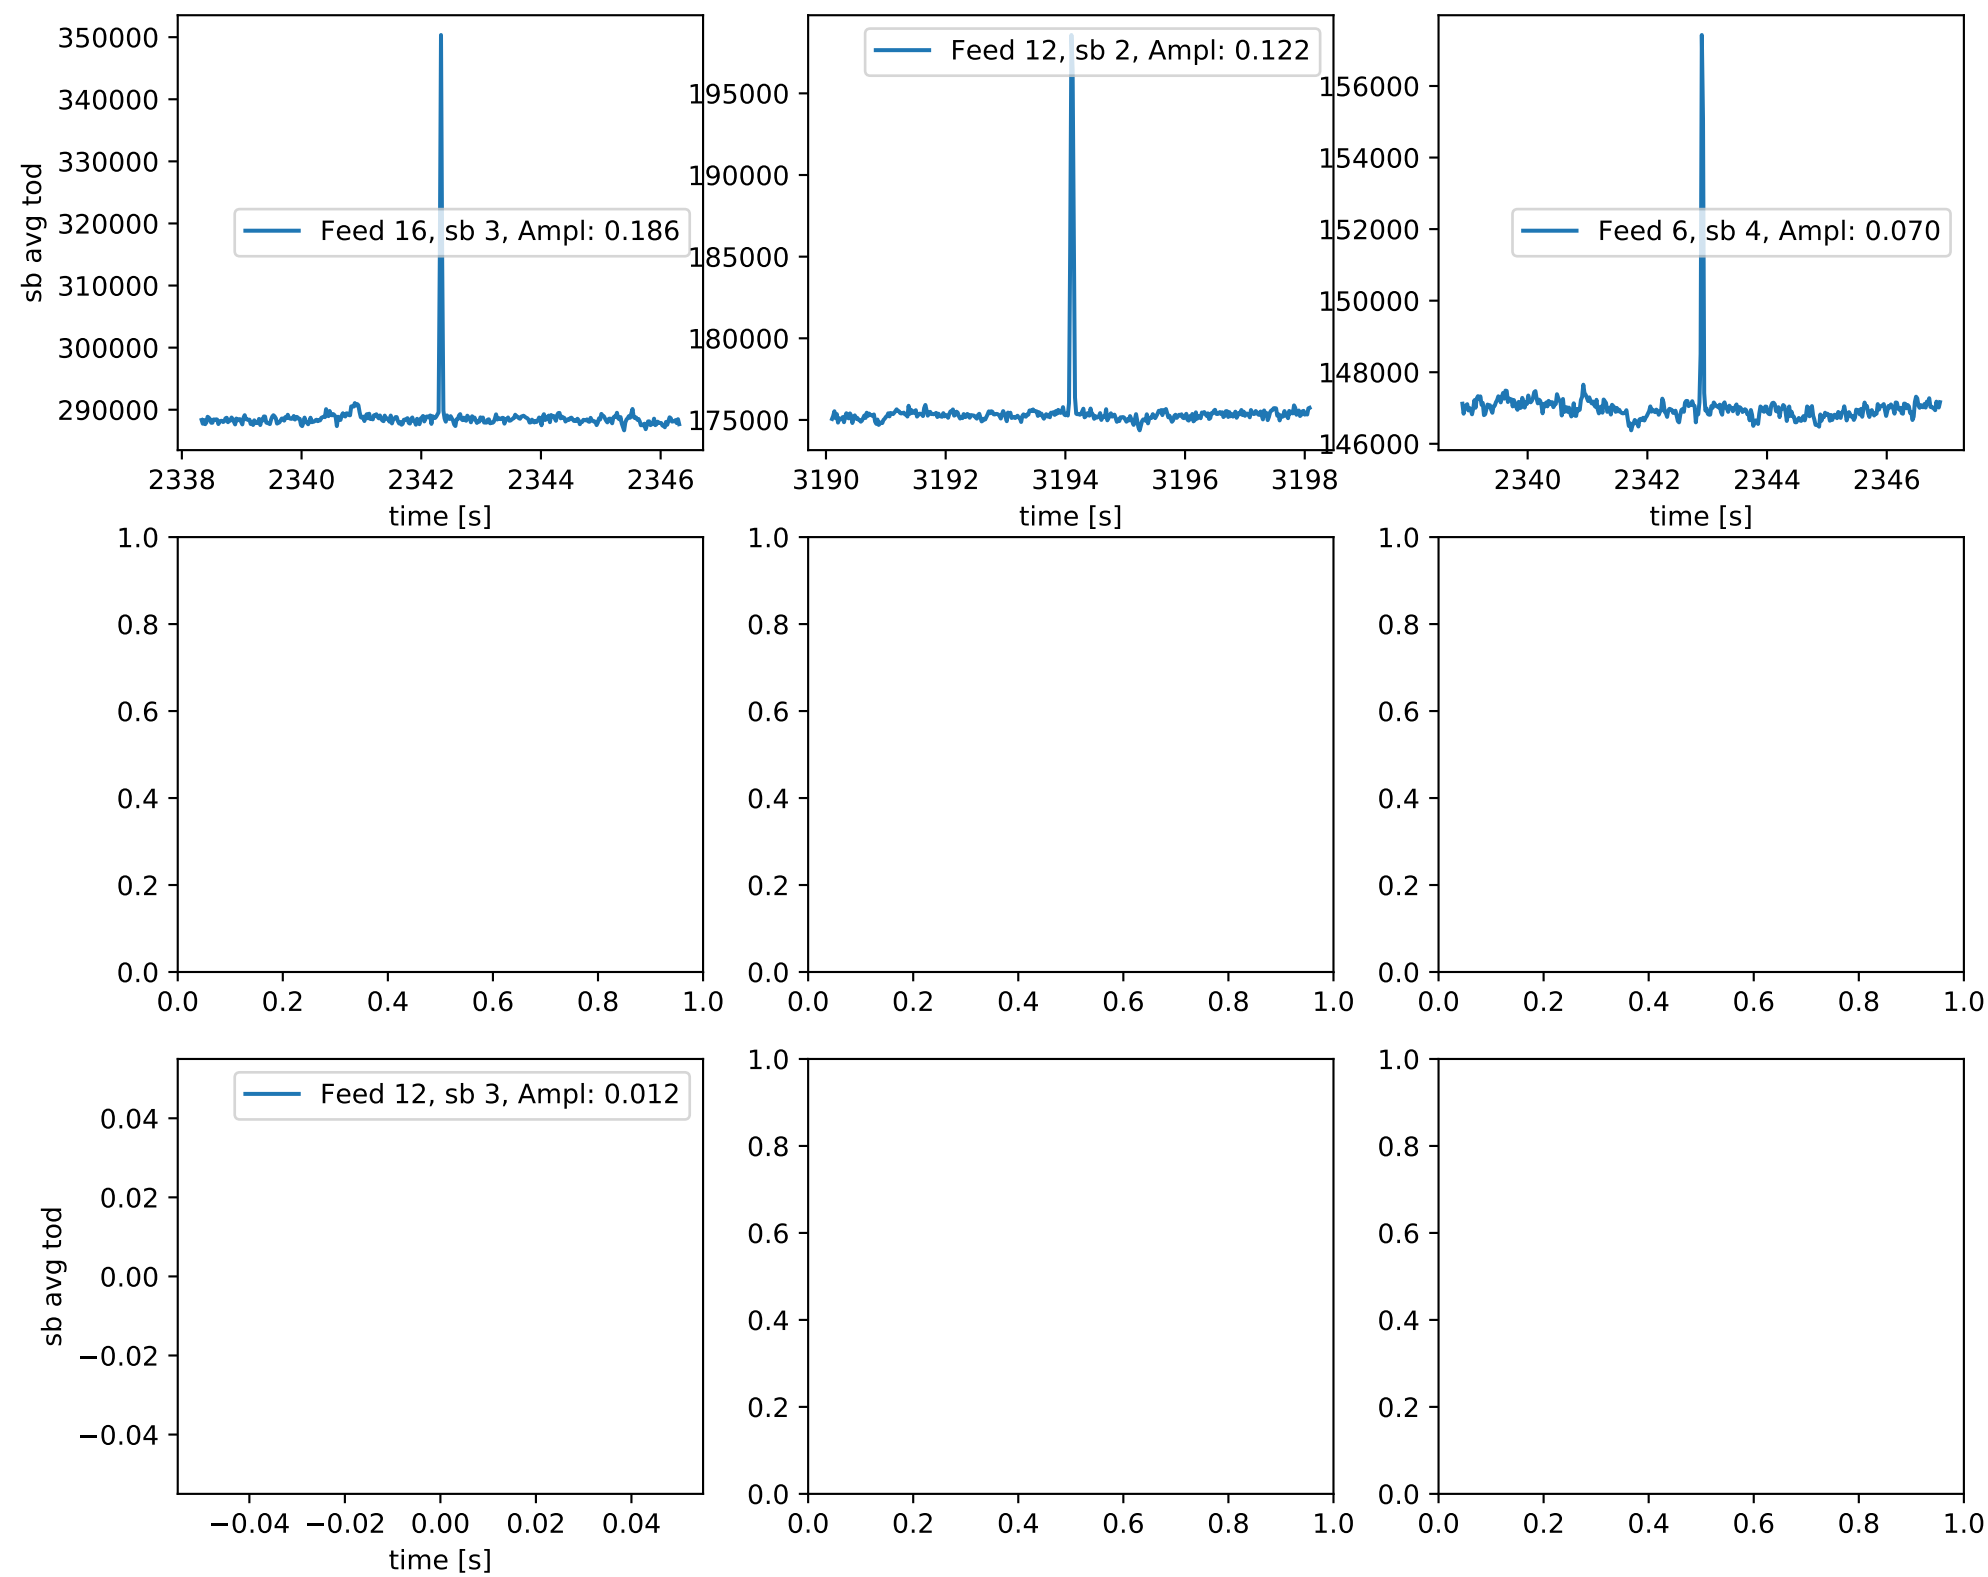 350000
340000
330000
320000
310000
300000
290000
sb avg tod
Feed 16, sb 3, Ampl: 0.186
2338 2340 2342 2344 2346
time [s]
195000
190000
185000
180000
175000
Feed 12, sb 2, Ampl: 0.122
3190 3192 3194 3196 3198
time [s]
156000
154000
152000
150000
148000
146000
Feed 6, sb 4, Ampl: 0.070
2340 2342 2344 2346
time [s]
1.0
0.8
0.6
0.4
0.2
0.0
0.0 0.2 0.4 0.6 0.8 1.0
1.0
0.8
0.6
0.4
0.2
0.0
0.0 0.2 0.4 0.6 0.8 1.0
1.0
0.8
0.6
0.4
0.2
0.0
0.0 0.2 0.4 0.6 0.8 1.0
Feed 12, sb 3, Ampl: 0.012
0.04
0.02
0.00
−0.02
−0.04
sb avg tod
−0.04 −0.02 0.00 0.02 0.04
time [s]
1.0
0.8
0.6
0.4
0.2
0.0
0.0 0.2 0.4 0.6 0.8 1.0
1.0
0.8
0.6
0.4
0.2
0.0
0.0 0.2 0.4 0.6 0.8 1.0